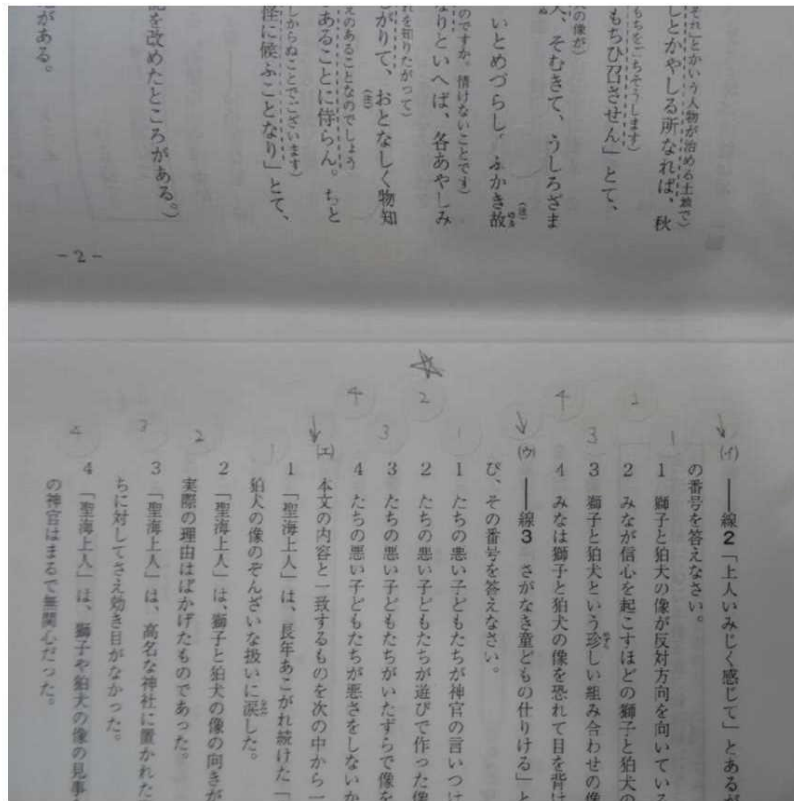 それ」とかいう人物が治める土地で）
しとかやしる所なれば、秋
もちをごちそうします）
もちひ召させん」とて、
の像が）
そむきて、うしろざま
いとめづらし。ふかき故
ゆゑ
（注）
のですか。情けないことです）
なりといへば、各あやしみ
れを知りたがって）
がりて、おとなしく物知
（注）
えのあることなのでしょう
あることに侍らん。ちと
しからぬことでございます）
怪に候ふことなり」とて、
記を改めたところがある。）
がある。
- 2 -
(イ) ――線2「上人いみじく感じて」とあるが
の番号を答えなさい。
1 獅子と狛犬の像が反対方向を向いている
2 みなが信心を起こすほどの獅子と狛犬の
3 獅子と狛犬という珍しい組み合わせの像
4 みなは獅子と狛犬の像を恐れて目を背け
(ウ) ――線3「さがなき童どもの仕りける」と
び、その番号を答えなさい。
1 たちの悪い子どもたちが神官の言いつけ
2 たちの悪い子どもたちが遊びで作った像
3 たちの悪い子どもたちがいたずらで像を
4 たちの悪い子どもたちが悪さをしないか
(エ) 本文の内容と一致するものを次の中から一
1 「聖海上人」は、長年あこがれ続けた「
狛犬の像のぞんざいな扱いに涙した。
2 「聖海上人」は、獅子と狛犬の像の向きが
実際の理由はばかげたものであった。
3 「聖海上人」は、高名な神社に置かれた
ちに対してさえ効き目がなかった。
4 「聖海上人」は、獅子や狛犬の像の見事
の神官はまるで無関心だった。